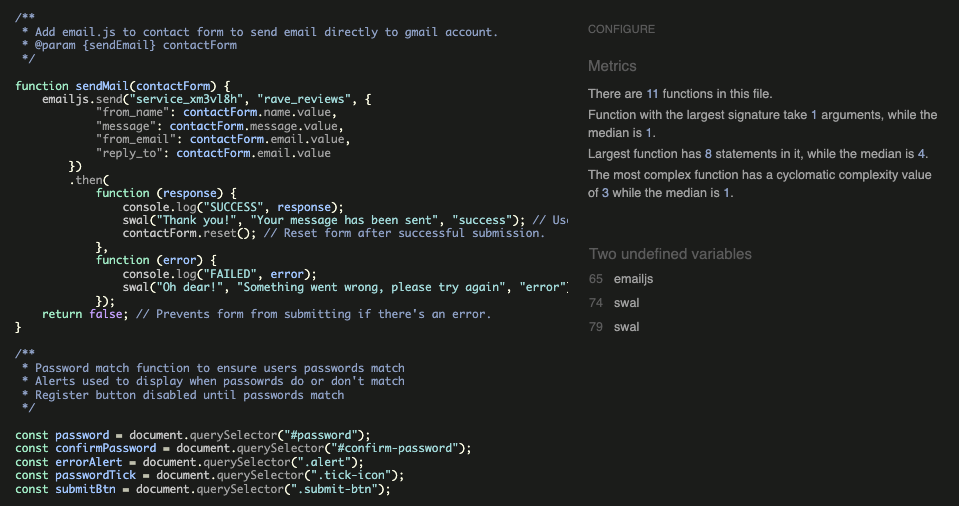 /**
 * Add email.js to contact form to send email directly to gmail account.
 * @param {sendEmail} contactForm
 */
function sendMail(contactForm) {
    emailjs.send("service_xm3vl8h", "rave_reviews", {
            "from_name": contactForm.name.value,
            "message": contactForm.message.value,
            "from_email": contactForm.email.value,
            "reply_to": contactForm.email.value
        })
        .then(
            function (response) {
                console.log("SUCCESS", response);
                swal("Thank you!", "Your message has been sent", "success"); // Use
                contactForm.reset(); // Reset form after successful submission.
            },
            function (error) {
                console.log("FAILED", error);
                swal("Oh dear!", "Something went wrong, please try again", "error")
            });
    return false; // Prevents form from submitting if there's an error.
}
/**
 * Password match function to ensure users passwords match
 * Alerts used to display when passowrds do or don't match
 * Register button disabled until passwords match
 */
const password = document.querySelector("#password");
const confirmPassword = document.querySelector("#confirm-password");
const errorAlert = document.querySelector(".alert");
const passwordTick = document.querySelector(".tick-icon");
const submitBtn = document.querySelector(".submit-btn");
CONFIGURE
Metrics
There are 11 functions in this file.
Function with the largest signature take 1 arguments, while the
median is 1.
Largest function has 8 statements in it, while the median is 4.
The most complex function has a cyclomatic complexity value
of 3 while the median is 1.
Two undefined variables
65 emailjs
74 swal
79 swal